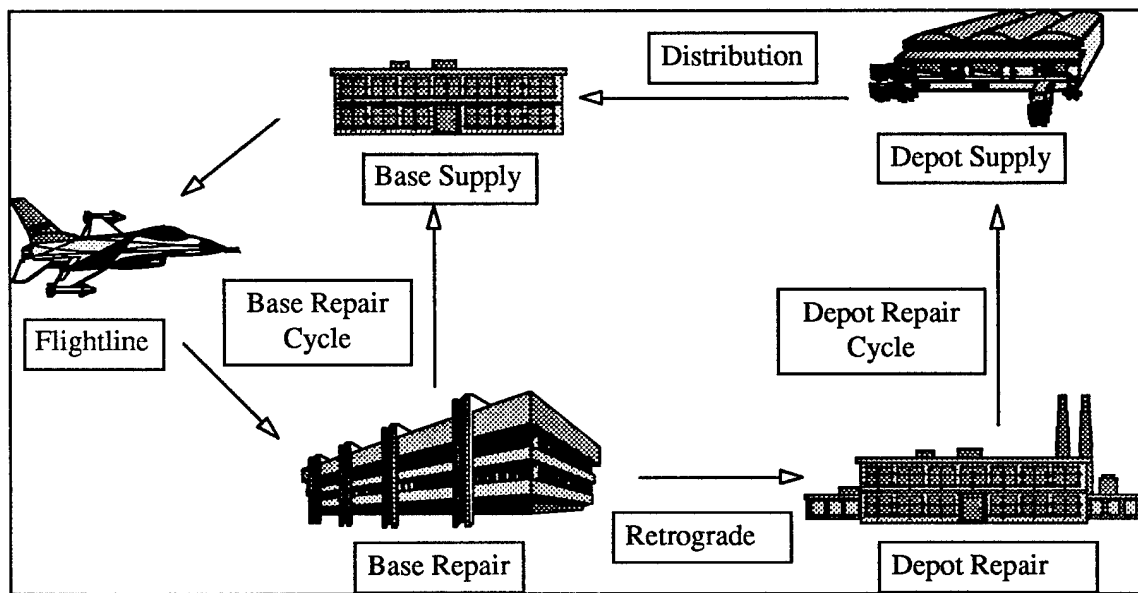 Distribution
Depot Supply
Base Supply
Base Repair
Cycle
Depot Repair
Cycle
Flightline
Retrograde
Base Repair
Depot Repair